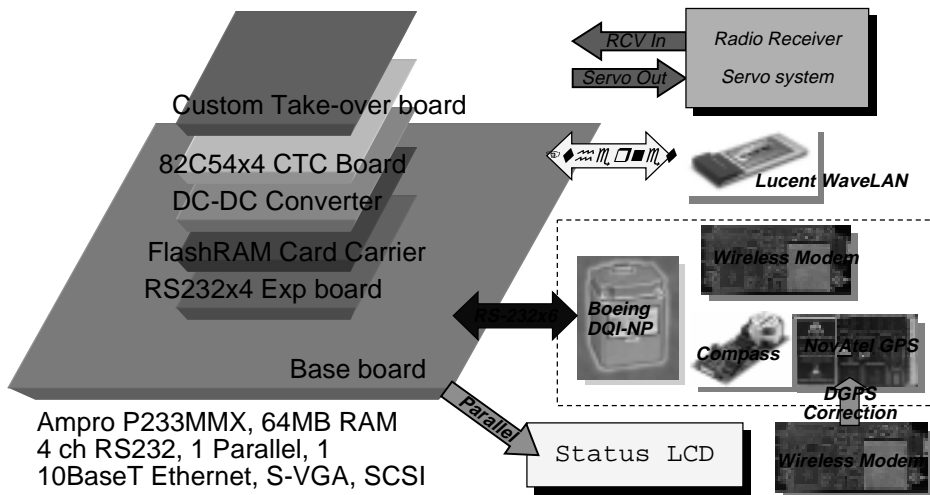 RCV In
Servo Out
Radio Receiver
Servo system
Custom Take-over board
82C54x4 CTC Board
DC-DC Converter
FlashRAM Card Carrier
RS232x4 Exp board
Base board
☜♦♒♏❒■♏♦
Lucent WaveLAN
Wireless Modem
RS-232x6
Boeing
DQI-NP
Compass
NovAtel GPS
DGPS
Correction
Wireless Modem
Parallel
Status LCD
Ampro P233MMX, 64MB RAM
4 ch RS232, 1 Parallel, 1
10BaseT Ethernet, S-VGA, SCSI